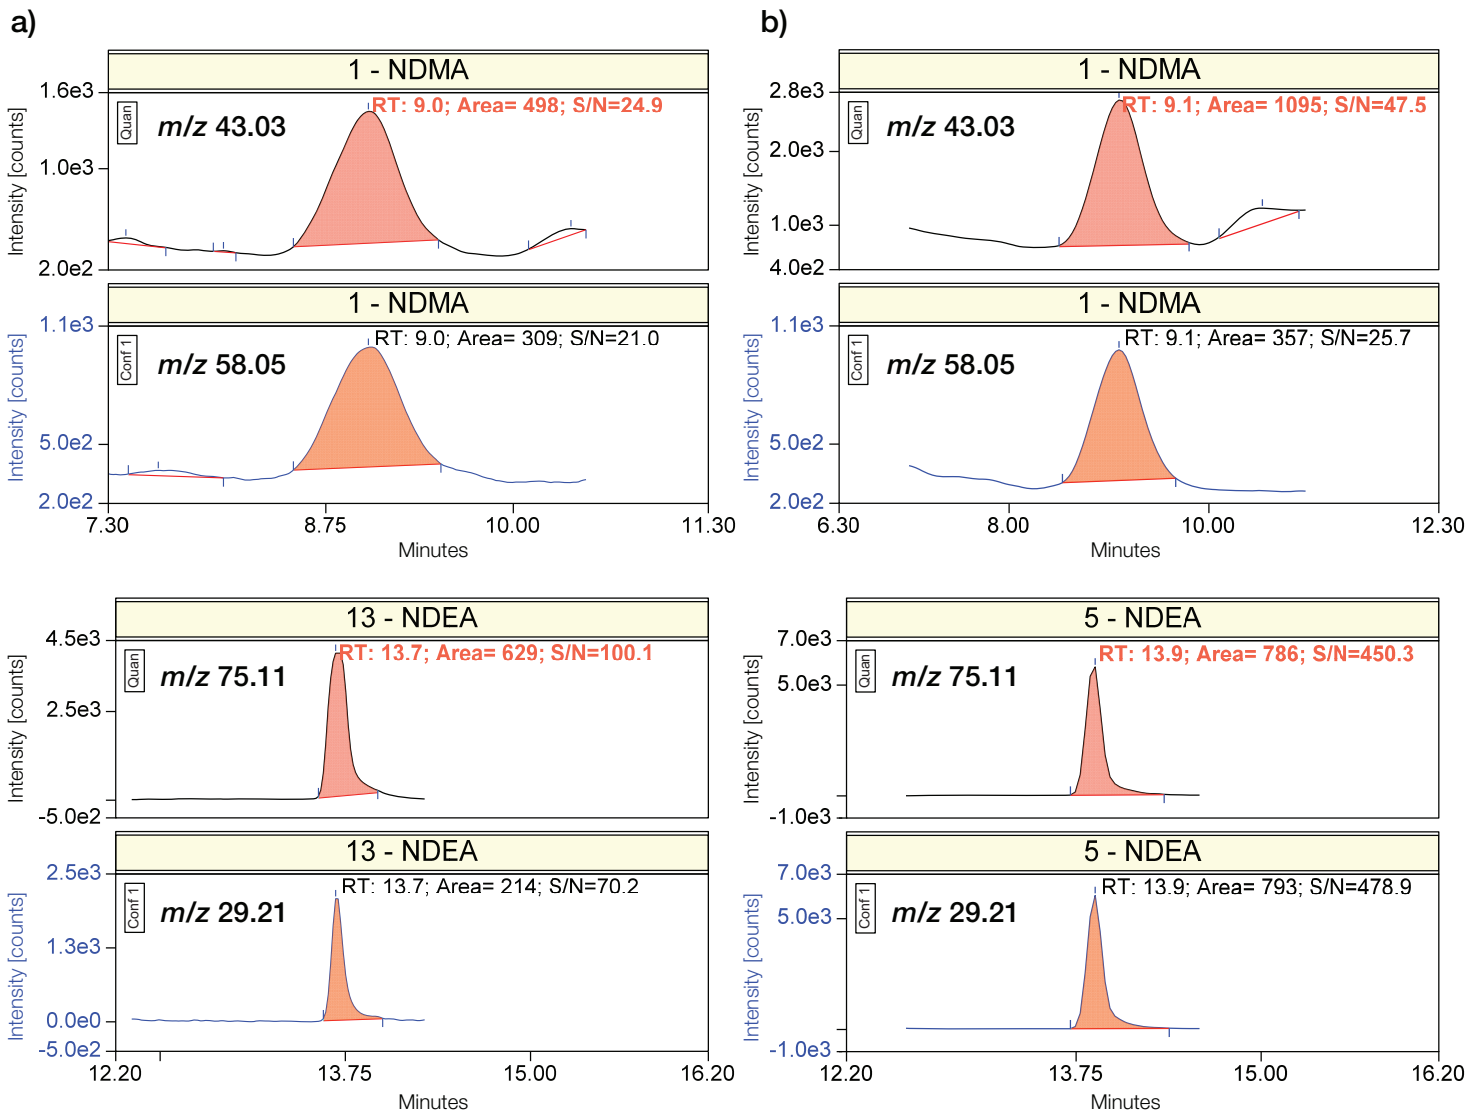 a)
1 - NDMA
Intensity [counts]
1.6e3
1.0e3
2.0e2
Quan
m/z 43.03
RT: 9.0; Area= 498; S/N=24.9
1 - NDMA
Intensity [counts]
1.1e3
5.0e2
2.0e2
Conf 1
m/z 58.05
RT: 9.0; Area= 309; S/N=21.0
7.30 8.75 10.00 11.30
Minutes
b)
1 - NDMA
Intensity [counts]
2.8e3
2.0e3
1.0e3
4.0e2
Quan
m/z 43.03
RT: 9.1; Area= 1095; S/N=47.5
1 - NDMA
Intensity [counts]
1.1e3
5.0e2
2.0e2
Conf 1
m/z 58.05
RT: 9.1; Area= 357; S/N=25.7
6.30 8.00 10.00 12.30
Minutes
13 - NDEA
Intensity [counts]
4.5e3
2.5e3
-5.0e2
Quan
m/z 75.11
RT: 13.7; Area= 629; S/N=100.1
13 - NDEA
Intensity [counts]
2.5e3
1.3e3
0.0e0
-5.0e2
Conf 1
m/z 29.21
RT: 13.7; Area= 214; S/N=70.2
12.20 13.75 15.00 16.20
Minutes
5 - NDEA
Intensity [counts]
7.0e3
5.0e3
-1.0e3
Quan
m/z 75.11
RT: 13.9; Area= 786; S/N=450.3
5 - NDEA
Intensity [counts]
7.0e3
5.0e3
-1.0e3
Conf 1
m/z 29.21
RT: 13.9; Area= 793; S/N=478.9
12.20 13.75 15.00 16.20
Minutes